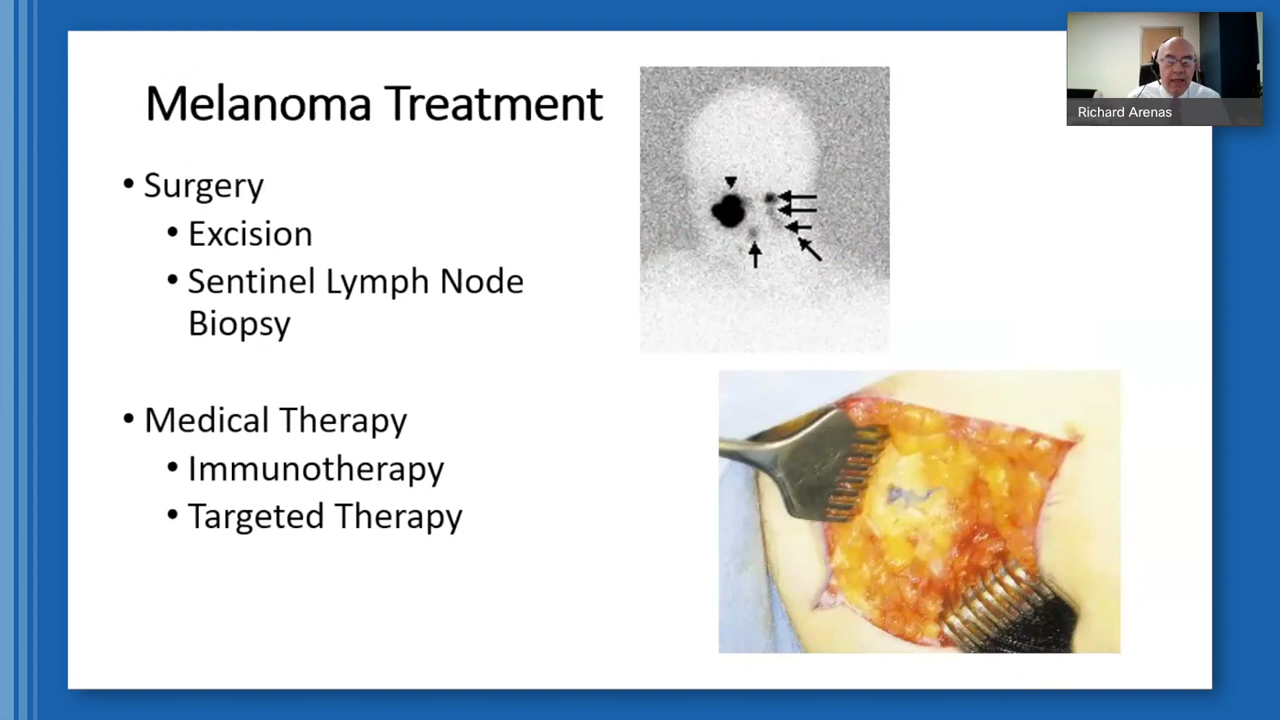 Melanoma Treatment
• Surgery
• Excision
• Sentinel Lymph Node
Biopsy
• Medical Therapy
• Immunotherapy
• Targeted Therapy
Richard Arenas